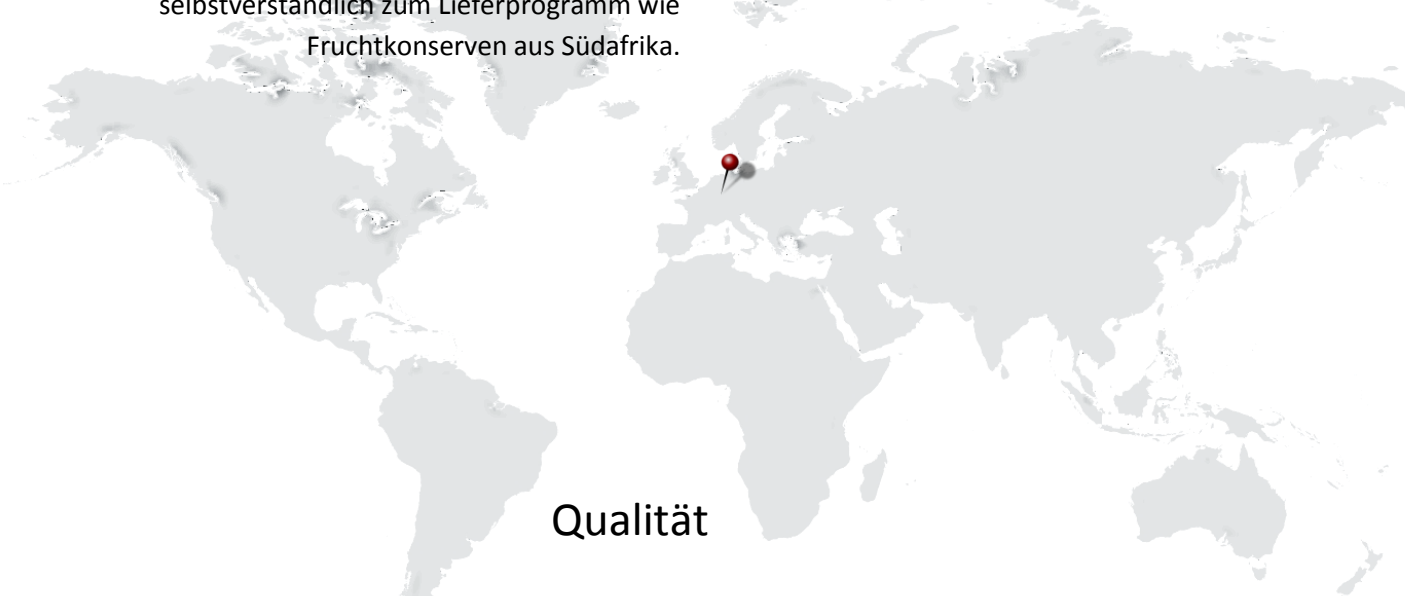 selbstverständlich zum Lieferprogramm wie
Fruchtkonserven aus Südafrika.
Qualität